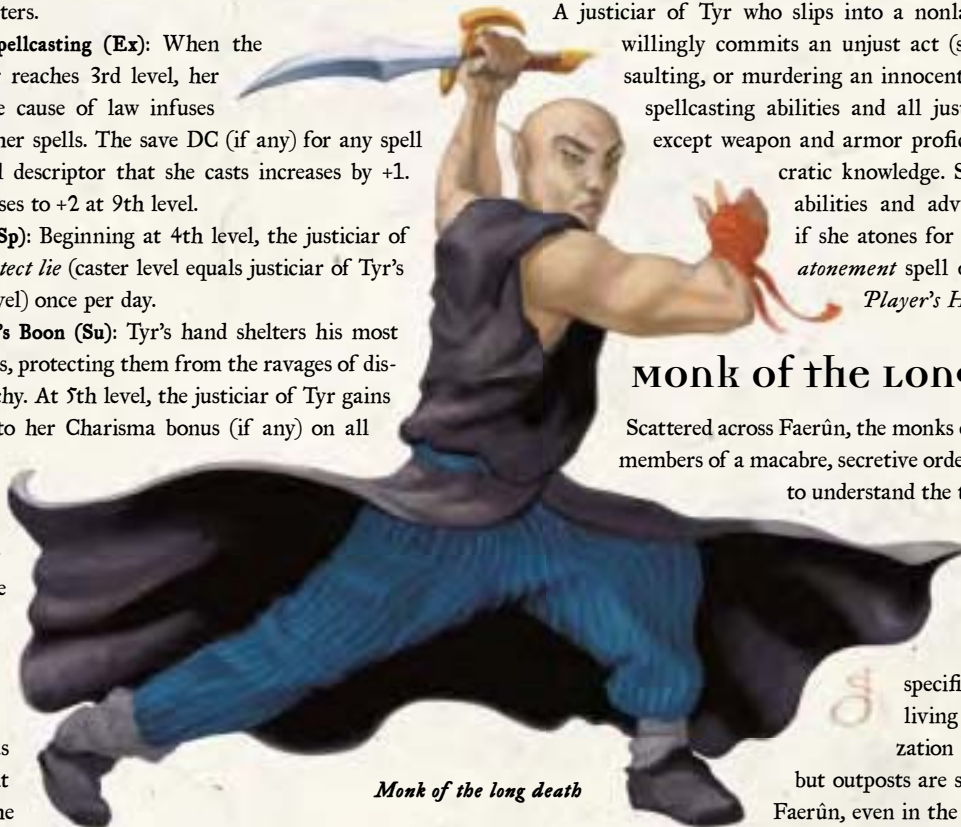 ters.
pellcasting (Ex): When the
reaches 3rd level, her
e cause of law infuses
her spells. The save DC (if any) for any spell
l descriptor that she casts increases by +1.
ses to +2 at 9th level.
Sp): Beginning at 4th level, the justiciar of
tect lie (caster level equals justiciar of Tyr's
vel) once per day.
's Boon (Su): Tyr's hand shelters his most
s, protecting them from the ravages of dis-
chy. At 5th level, the justiciar of Tyr gains
to her Charisma bonus (if any) on all
e
s
t
ne
Monk of the long death
A justiciar of Tyr who slips into a nonla
willingly commits an unjust act (s
saulting, or murdering an innocent
spellcasting abilities and all jus
except weapon and armor profic
cratic knowledge. S
abilities and adv
if she atones for
atonement spell o
Player's H
Monk of the Lon
Scattered across Faerûn, the monks o
members of a macabre, secretive orde
to understand the t
specifi
living
zation
but outposts are s
Faerûn, even in the